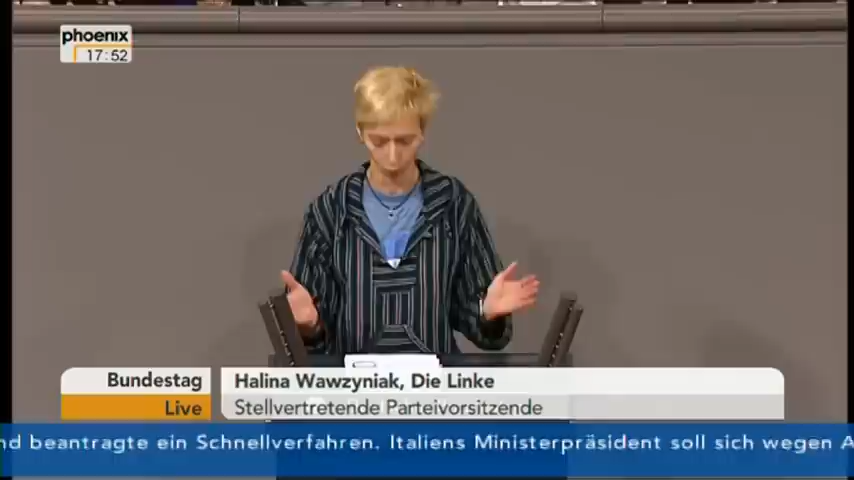 phoenix
17:52
Bundestag
Halina Wawzyniak, Die Linke
Live
Stellvertretende Parteivorsitzende
nd beantragte ein Schnellverfahren. Italiens Ministerpräsident soll sich wegen A